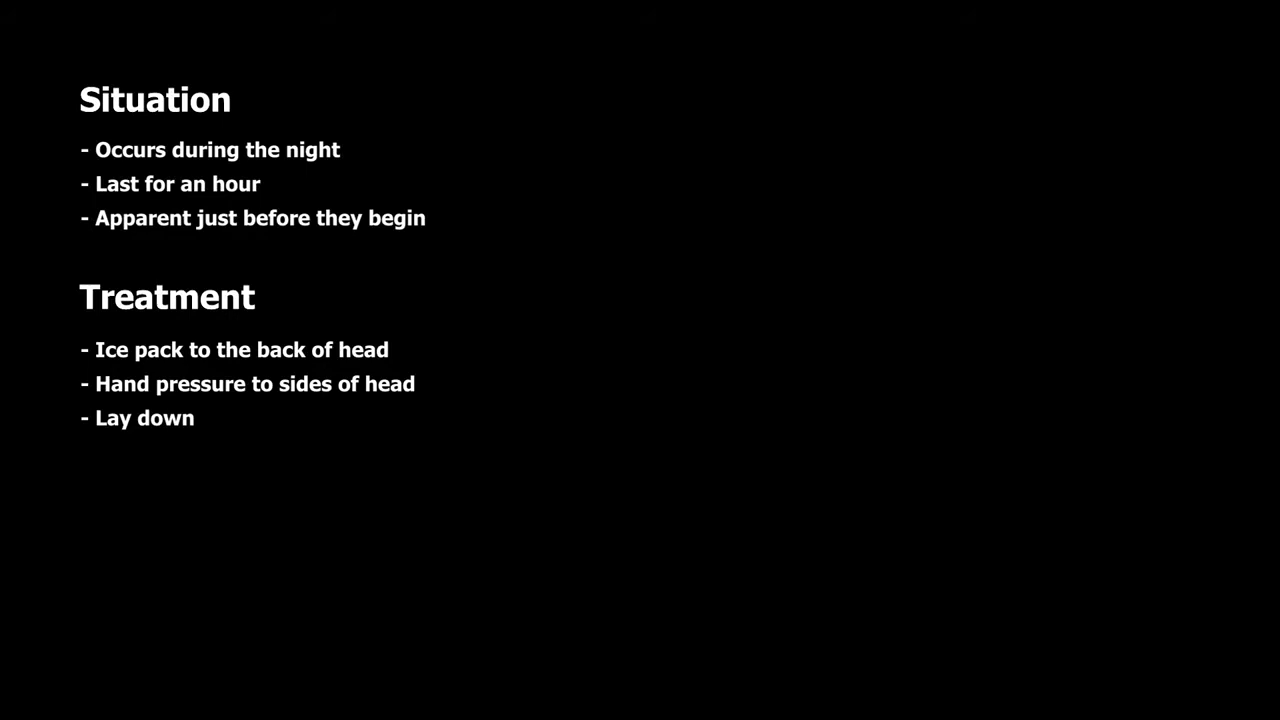 Situation
- Occurs during the night
- Last for an hour
- Apparent just before they begin
Treatment
- Ice pack to the back of head
- Hand pressure to sides of head
- Lay down